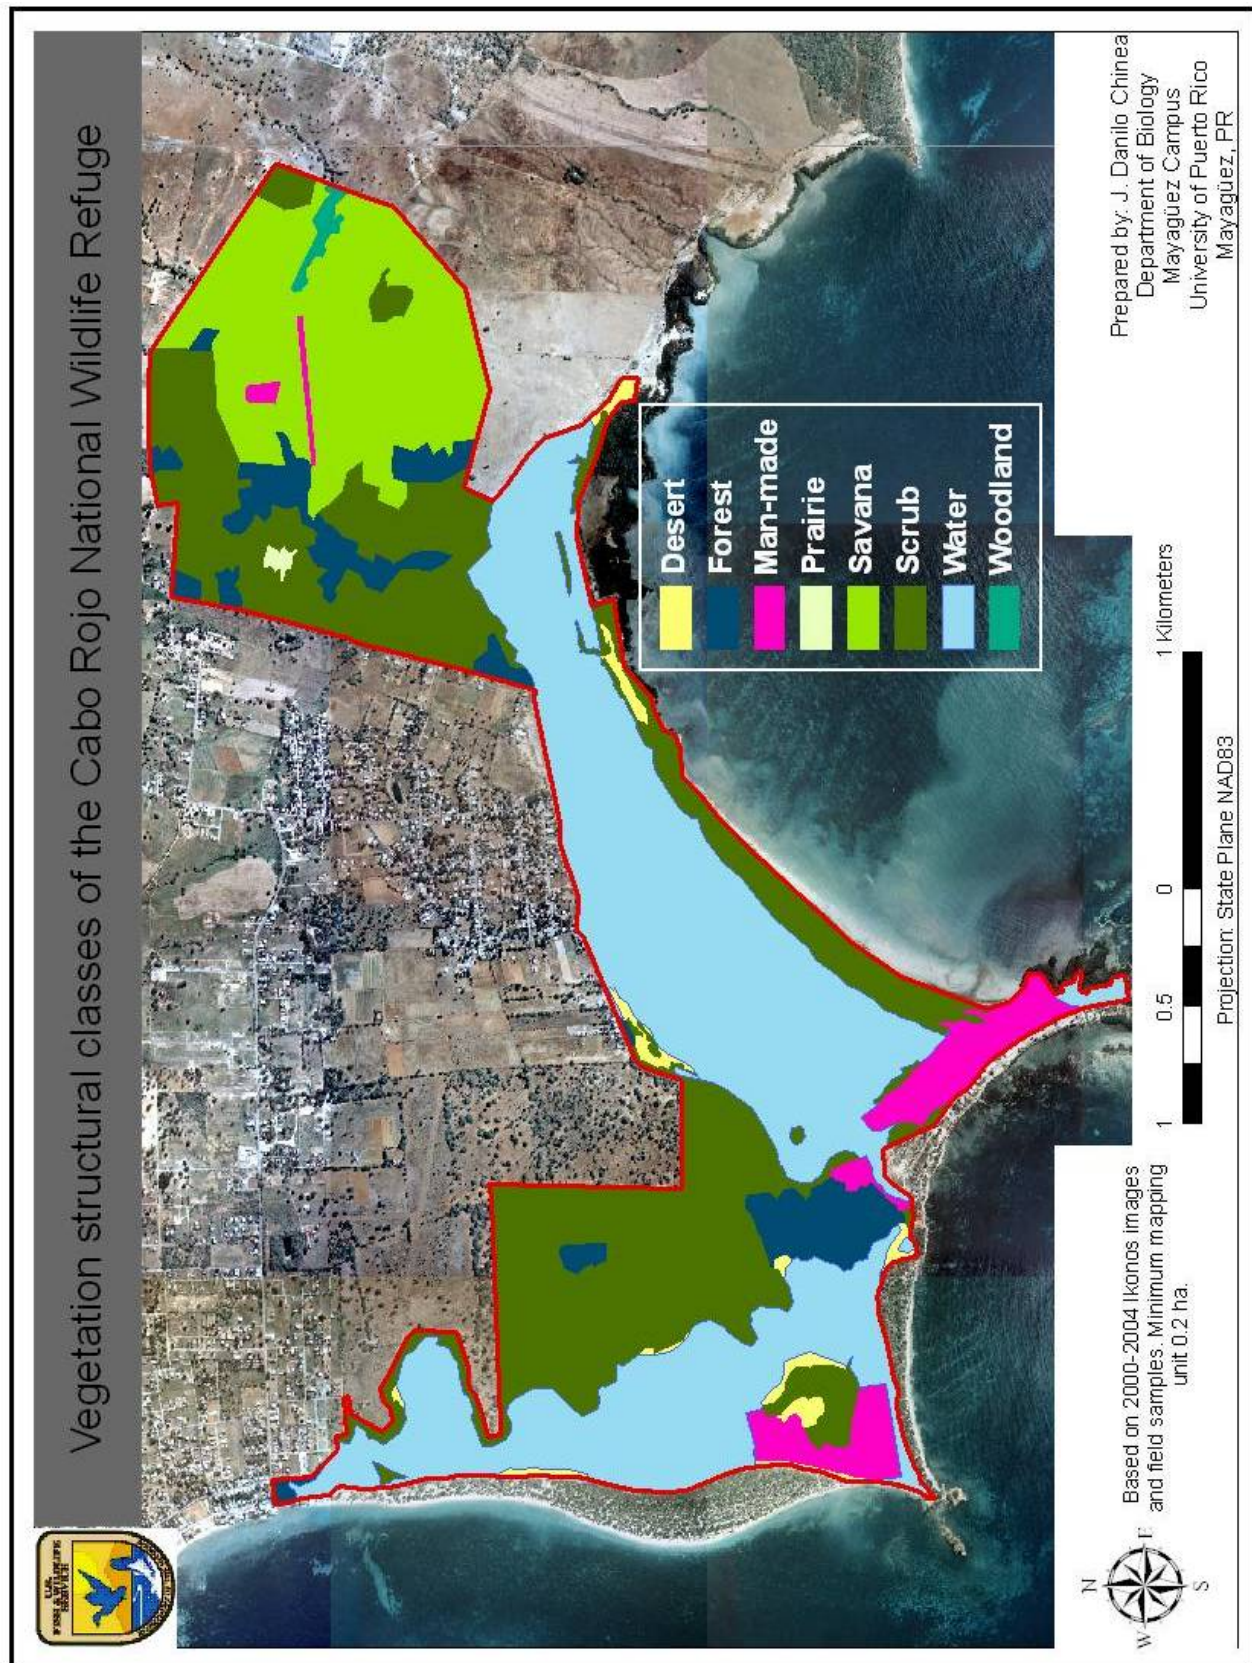 Vegetation structural classes of the Cabo Rojo National Wildlife Refuge
U.S.
FISH & WILDLIFE
SERVICE
Desert
Forest
Man-made
Prairie
Savana
Scrub
Water
Woodland
N
W E
S
Based on 2000-2004 Ikonos images
and field samples. Minimum mapping
unit 0.2 ha.
1 0.5 0 1 Kilometers
Projection: State Plane NAD83
Prepared by: J. Danilo Chinea
Department of Biology
Mayagüez Campus
University of Puerto Rico
Mayagüez, PR